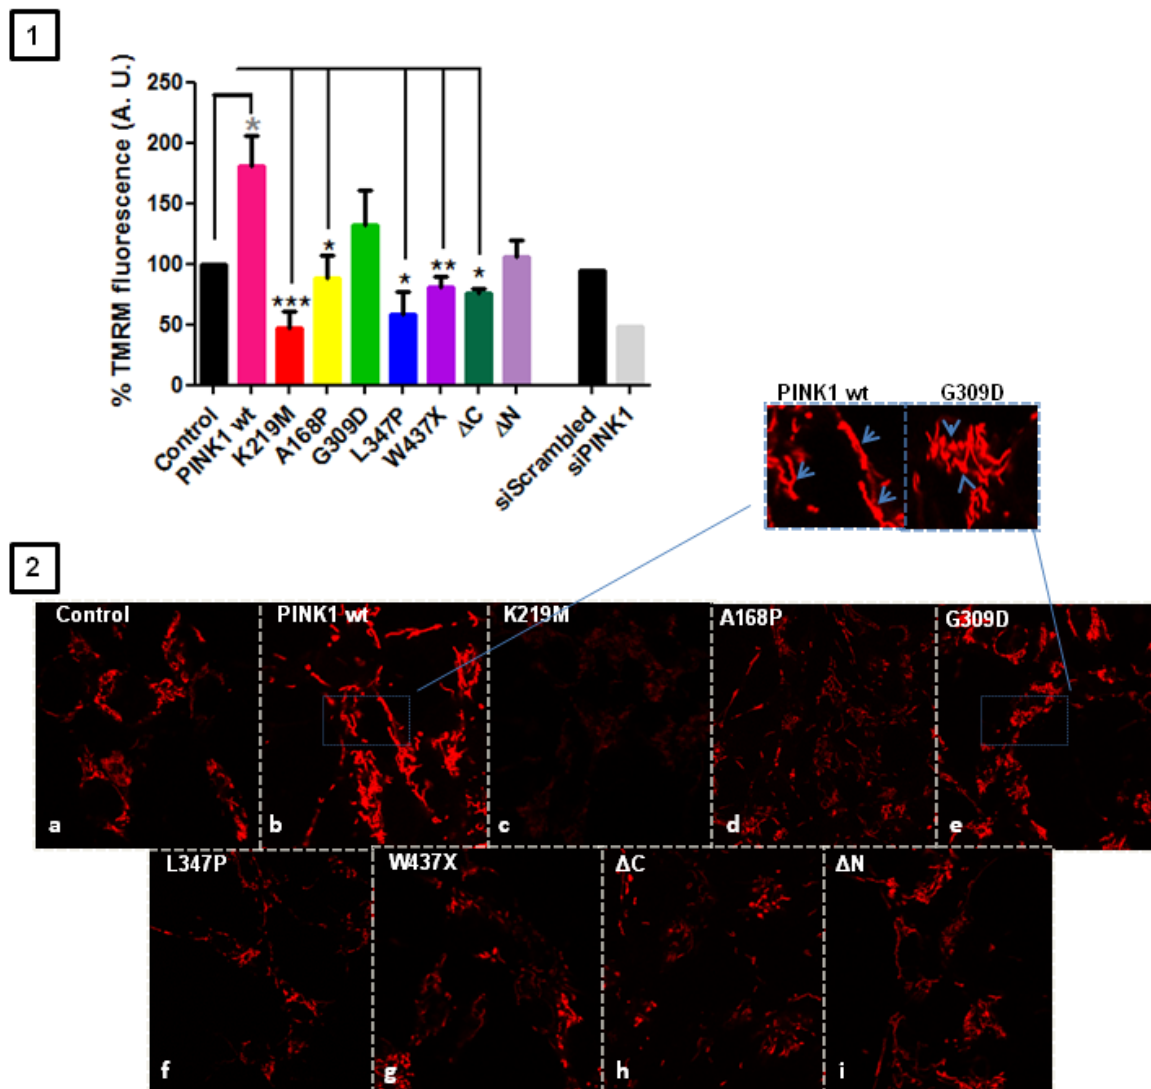 1
% TMRM fluorescence (A. U.)
250
200
150
100
50
0
*
***
*
*
**
*
Control
PINK1 wt
K219M
A168P
G309D
L347P
W437X
ΔC
ΔN
siScrambled
siPINK1
PINK1 wt
G309D
2
Control
PINK1 wt
K219M
A168P
G309D
a
b
c
d
e
L347P
W437X
ΔC
ΔN
f
g
h
i